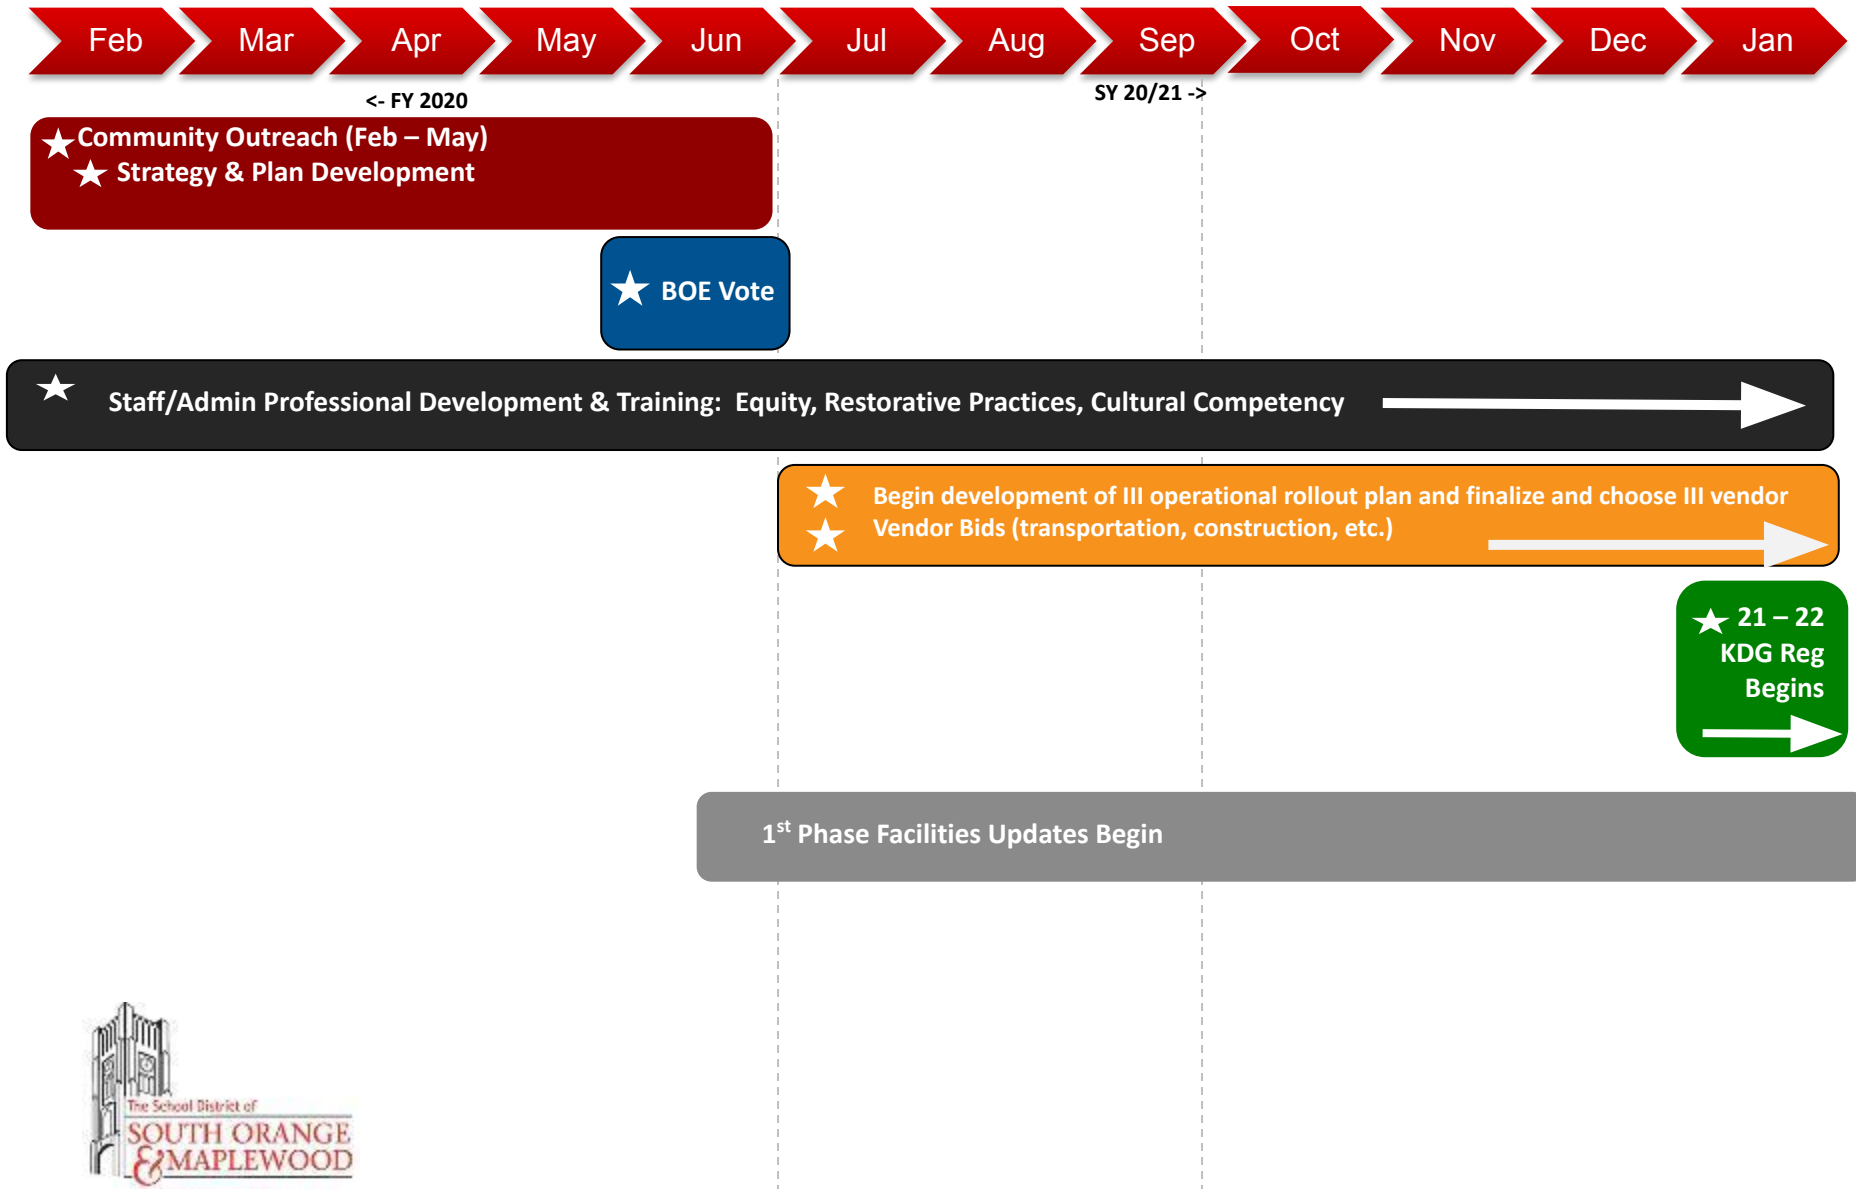 Feb
Mar
Apr
May
Jun
Jul
Aug
Sep
Oct
Nov
Dec
Jan
<- FY 2020
SY 20/21 ->
Community Outreach (Feb – May)
Strategy & Plan Development
BOE Vote
Staff/Admin Professional Development & Training:  Equity, Restorative Practices, Cultural Competency
Begin development of III operational rollout plan and finalize and choose III vendor
Vendor Bids (transportation, construction, etc.)
21 – 22
KDG Reg
Begins
1st Phase Facilities Updates Begin
The School District of
SOUTH ORANGE
&MAPLEWOOD